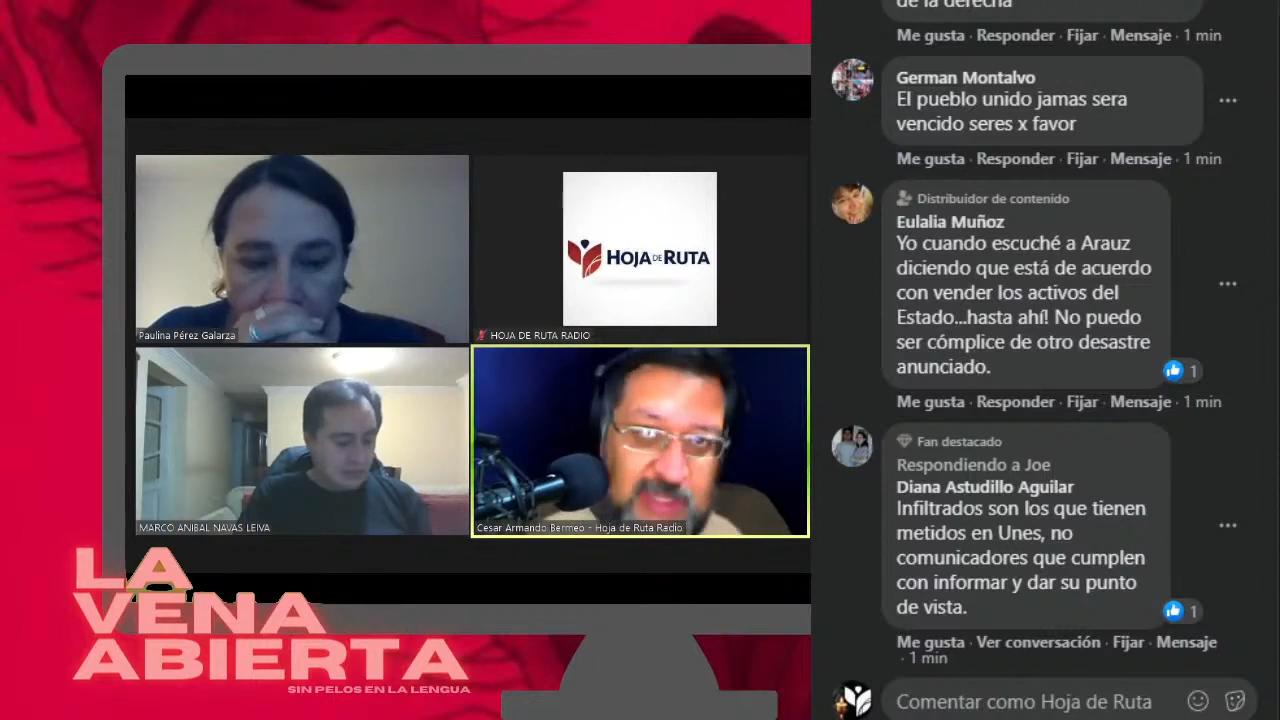 Paulina Pérez Galarza
HOJA DE RUTA
HOJA DE RUTA RADIO
MARCO ANIBAL NAVAS LEIVA
Cesar Armando Bermeo - Hoja de Ruta Radio
LA
VENA
ABIERTA
SIN PELOS EN LA LENGUA
de la derecha
Me gusta · Responder · Fijar · Mensaje · 1 min
German Montalvo
El pueblo unido jamas sera
vencido seres x favor
Me gusta · Responder · Fijar · Mensaje · 1 min
Distribuidor de contenido
Eulalia Muñoz
Yo cuando escuché a Arauz
diciendo que está de acuerdo
con vender los activos del
Estado...hasta ahí! No puedo
ser cómplice de otro desastre
anunciado.
1
Me gusta · Responder · Fijar · Mensaje · 1 min
Fan destacado
Respondiendo a Joe
Diana Astudillo Aguilar
Infiltrados son los que tienen
metidos en Unes, no
comunicadores que cumplen
con informar y dar su punto
de vista.
1
Me gusta · Ver conversación · Fijar · Mensaje
· 1 min
Comentar como Hoja de Ruta